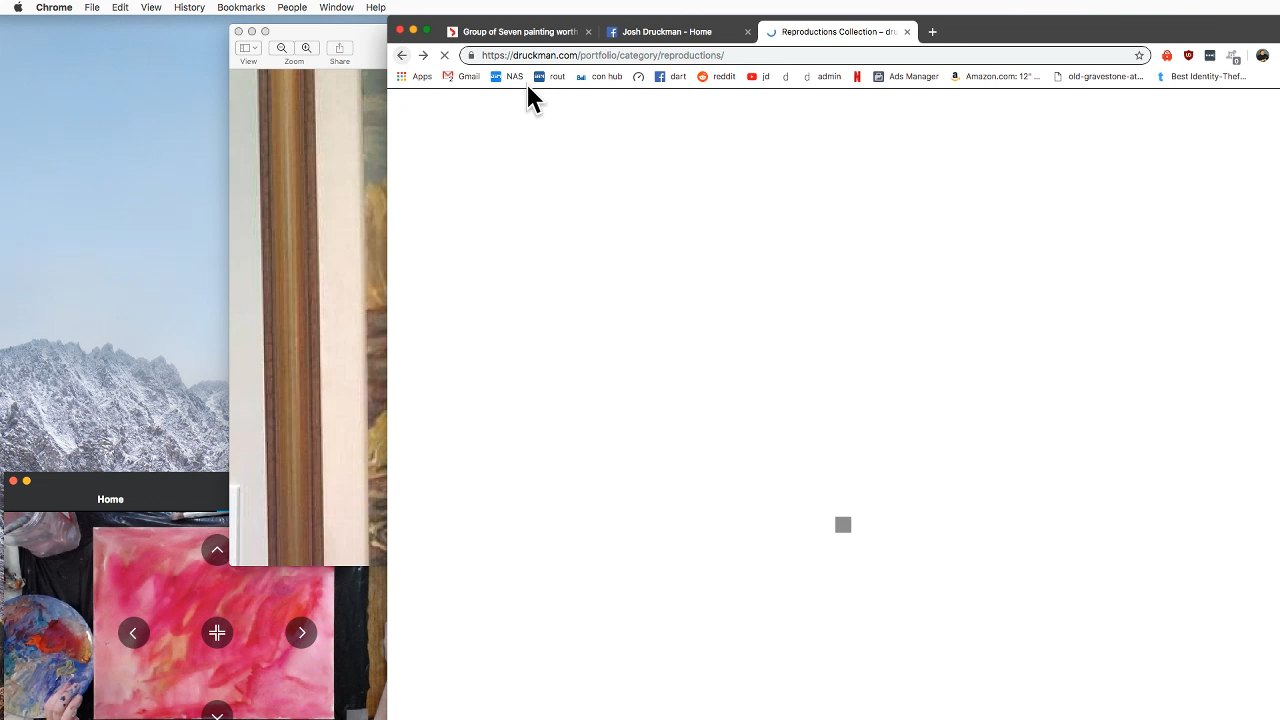 Chrome File Edit View History Bookmarks People Window Help
Group of Seven painting worth
Josh Druckman - Home
Reproductions Collection – dru
View Zoom Share
https://druckman.com/portfolio/category/reproductions/
Apps Gmail NAS rout con hub dart reddit jd d admin Ads Manager Amazon.com: 12" ... old-gravestone-at... Best Identity-Thef...
Home